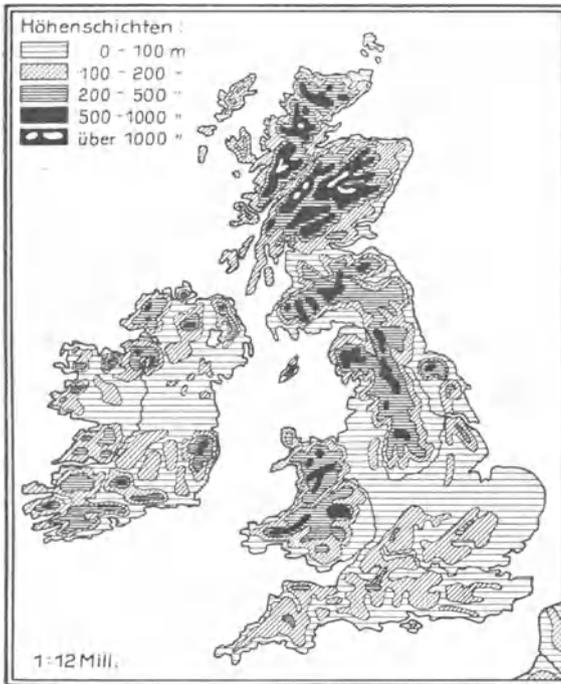 Höhenschichten :
0 - 100 m
100 - 200 "
200 - 500 "
500 - 1000 "
über 1000 "
1:12 Mill.